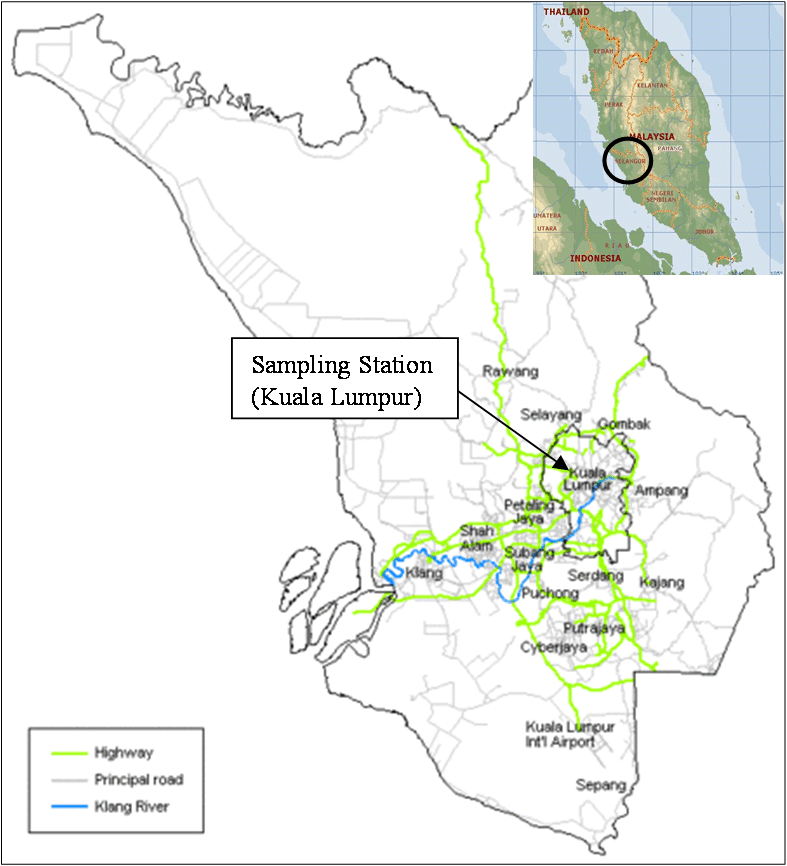 THAILAND
KEDAH
KELANTAN
PERAK
MALAYSIA
PAHANG
SELANGOR
NEGERI
SEMBILAN
JOHOR
UMATERA
UTARA
RIAU
INDONESIA
Sampling Station
(Kuala Lumpur)
Rawang
Selayang
Gombak
Kuala
Lumpur
Ampang
Petaling
Jaya
Shah
Alam
Subang
Jaya
Klang
Serdang
Kajang
Puchong
Putrajaya
Cyberjaya
Kuala Lumpur
Int'l Airport
Sepang
Highway
Principal road
Klang River